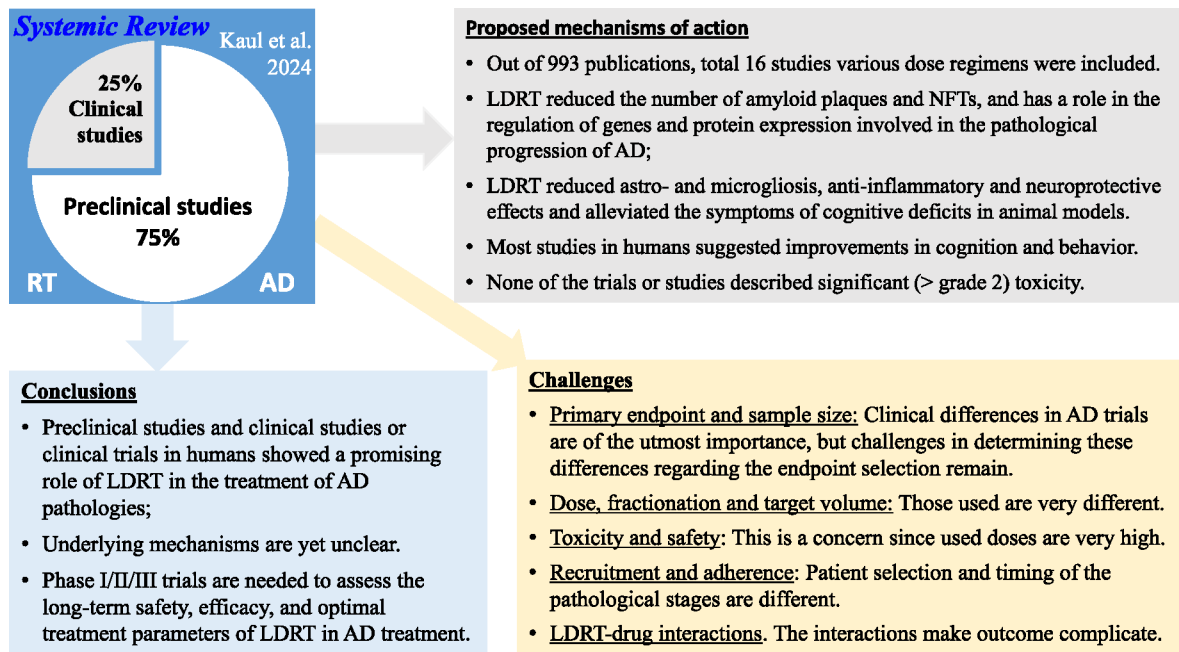 Systemic Review
Kaul et al.
2024
25%
Clinical
studies
Preclinical studies
75%
RT
AD
Proposed mechanisms of action
• Out of 993 publications, total 16 studies various dose regimens were included.
• LDRT reduced the number of amyloid plaques and NFTs, and has a role in the
regulation of genes and protein expression involved in the pathological
progression of AD;
• LDRT reduced astro- and microgliosis, anti-inflammatory and neuroprotective
effects and alleviated the symptoms of cognitive deficits in animal models.
• Most studies in humans suggested improvements in cognition and behavior.
• None of the trials or studies described significant (> grade 2) toxicity.
Conclusions
• Preclinical studies and clinical studies or
clinical trials in humans showed a promising
role of LDRT in the treatment of AD
pathologies;
• Underlying mechanisms are yet unclear.
• Phase I/II/III trials are needed to assess the
long-term safety, efficacy, and optimal
treatment parameters of LDRT in AD treatment.
Challenges
• Primary endpoint and sample size: Clinical differences in AD trials
are of the utmost importance, but challenges in determining these
differences regarding the endpoint selection remain.
• Dose, fractionation and target volume: Those used are very different.
• Toxicity and safety: This is a concern since used doses are very high.
• Recruitment and adherence: Patient selection and timing of the
pathological stages are different.
• LDRT-drug interactions. The interactions make outcome complicate.